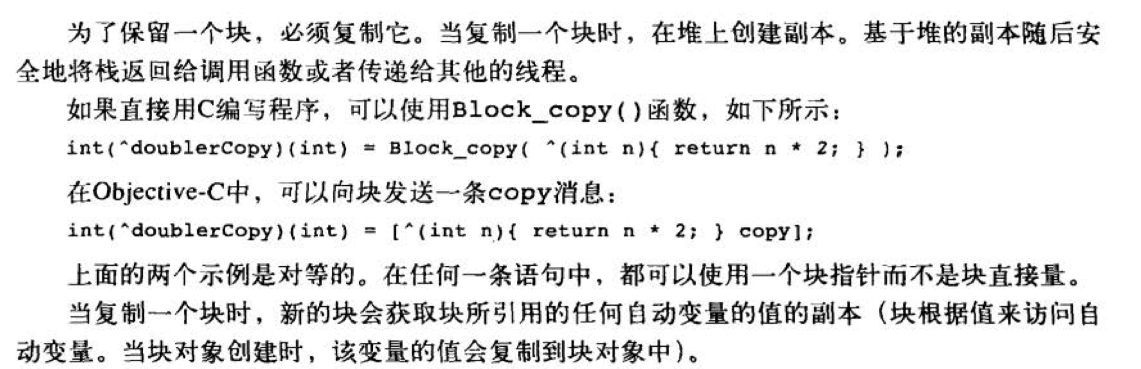 为了保留一个块，必须复制它。当复制一个块时，在堆上创建副本。基于堆的副本随后安
全地将栈返回给调用函数或者传递给其他的线程。
如果直接用C编写程序，可以使用Block_copy()函数，如下所示：
int(^doublerCopy)(int) = Block_copy( ^(int n){ return n * 2; } );
在Objective-C中，可以向块发送一条copy消息：
int(^doublerCopy)(int) = [^(int n){ return n * 2; } copy];
上面的两个示例是对等的。在任何一条语句中，都可以使用一个块指针而不是块直接量。
当复制一个块时，新的块会获取块所引用的任何自动变量的值的副本（块根据值来访问自
动变量。当块对象创建时，该变量的值会复制到块对象中）。